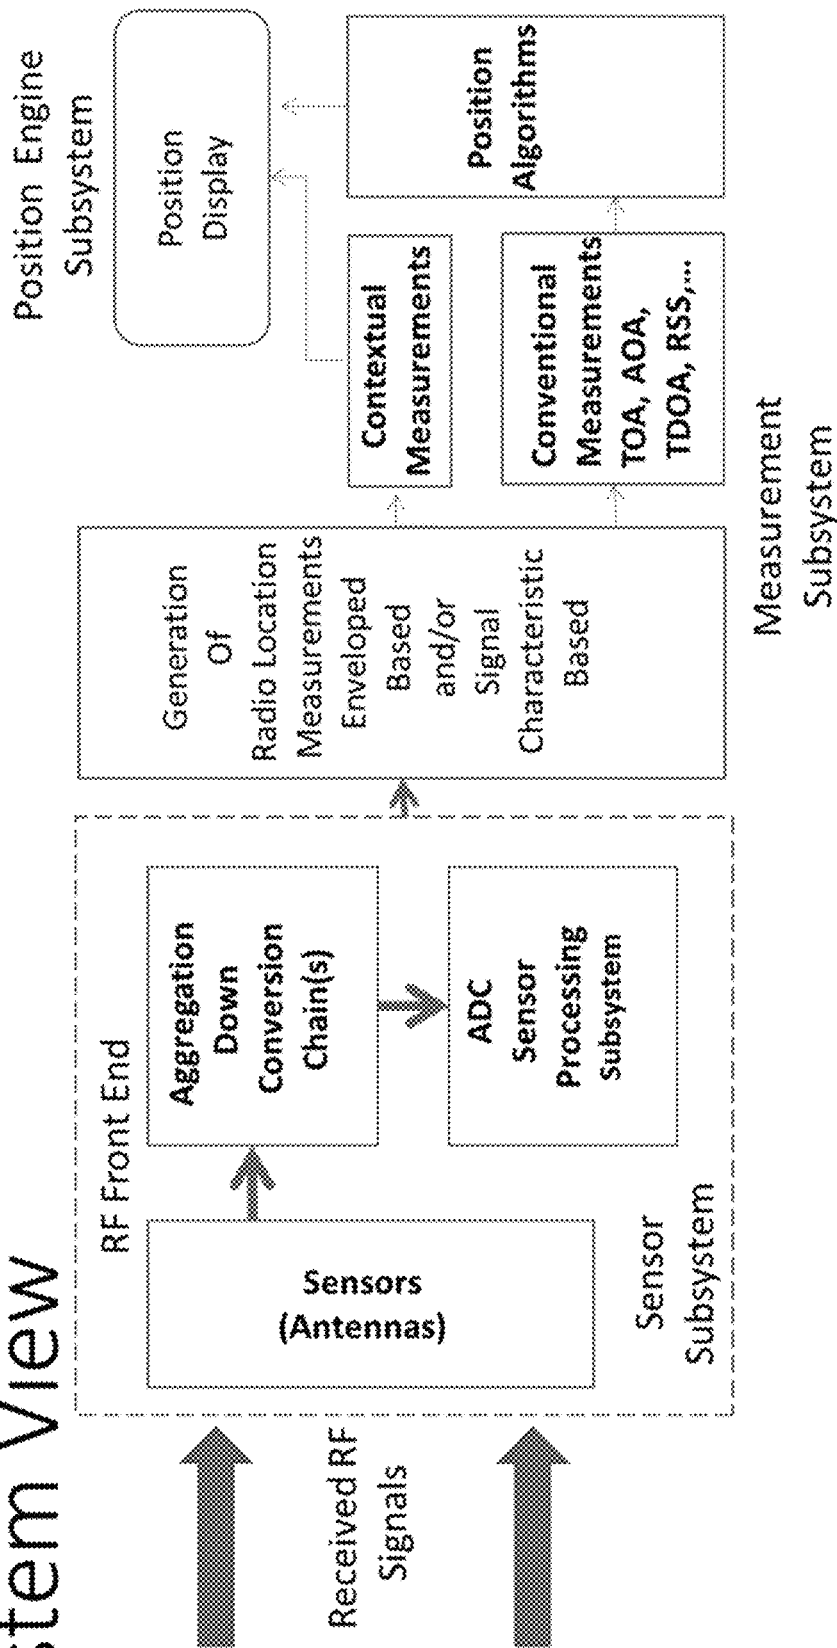 stem View
Received RF
Signals
RF Front End
Sensors
(Antennas)
Aggregation
Down
Conversion
Chain(s)
ADC
Sensor
Processing
subsystem
Sensor
Subsystem
Generation
Of
Radio Location
Measurements
Enveloped
Based
and/or
Signal
Characteristic
Based
Contextual
Measurements
Conventional
Measurements
TOA, AOA,
TDOA, RSS,...
Measurement
Subsystem
Position Engine
Subsystem
Position
Display
Position
Algorithms